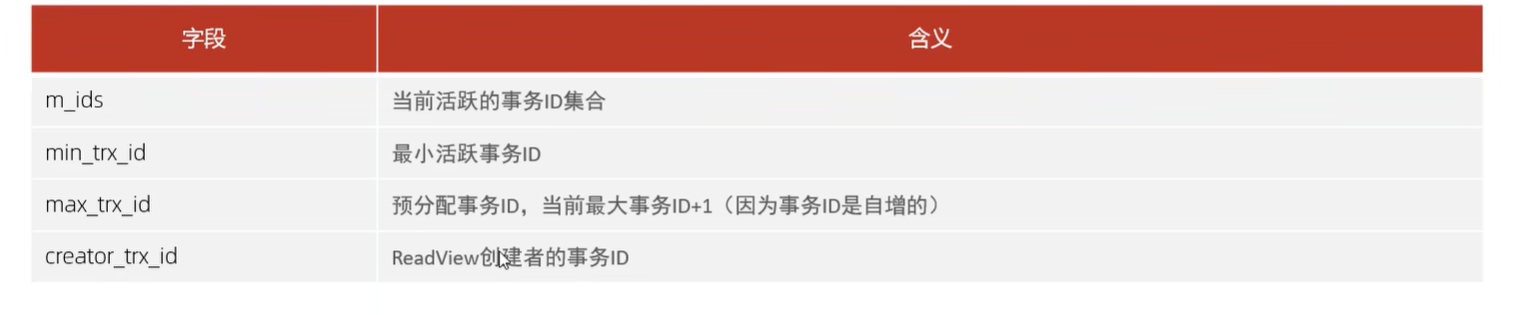 字段 含义
m_ids 当前活跃的事务ID集合
min_trx_id 最小活跃事务ID
max_trx_id 预分配事务ID，当前最大事务ID+1（因为事务ID是自增的）
creator_trx_id ReadView创建者的事务ID